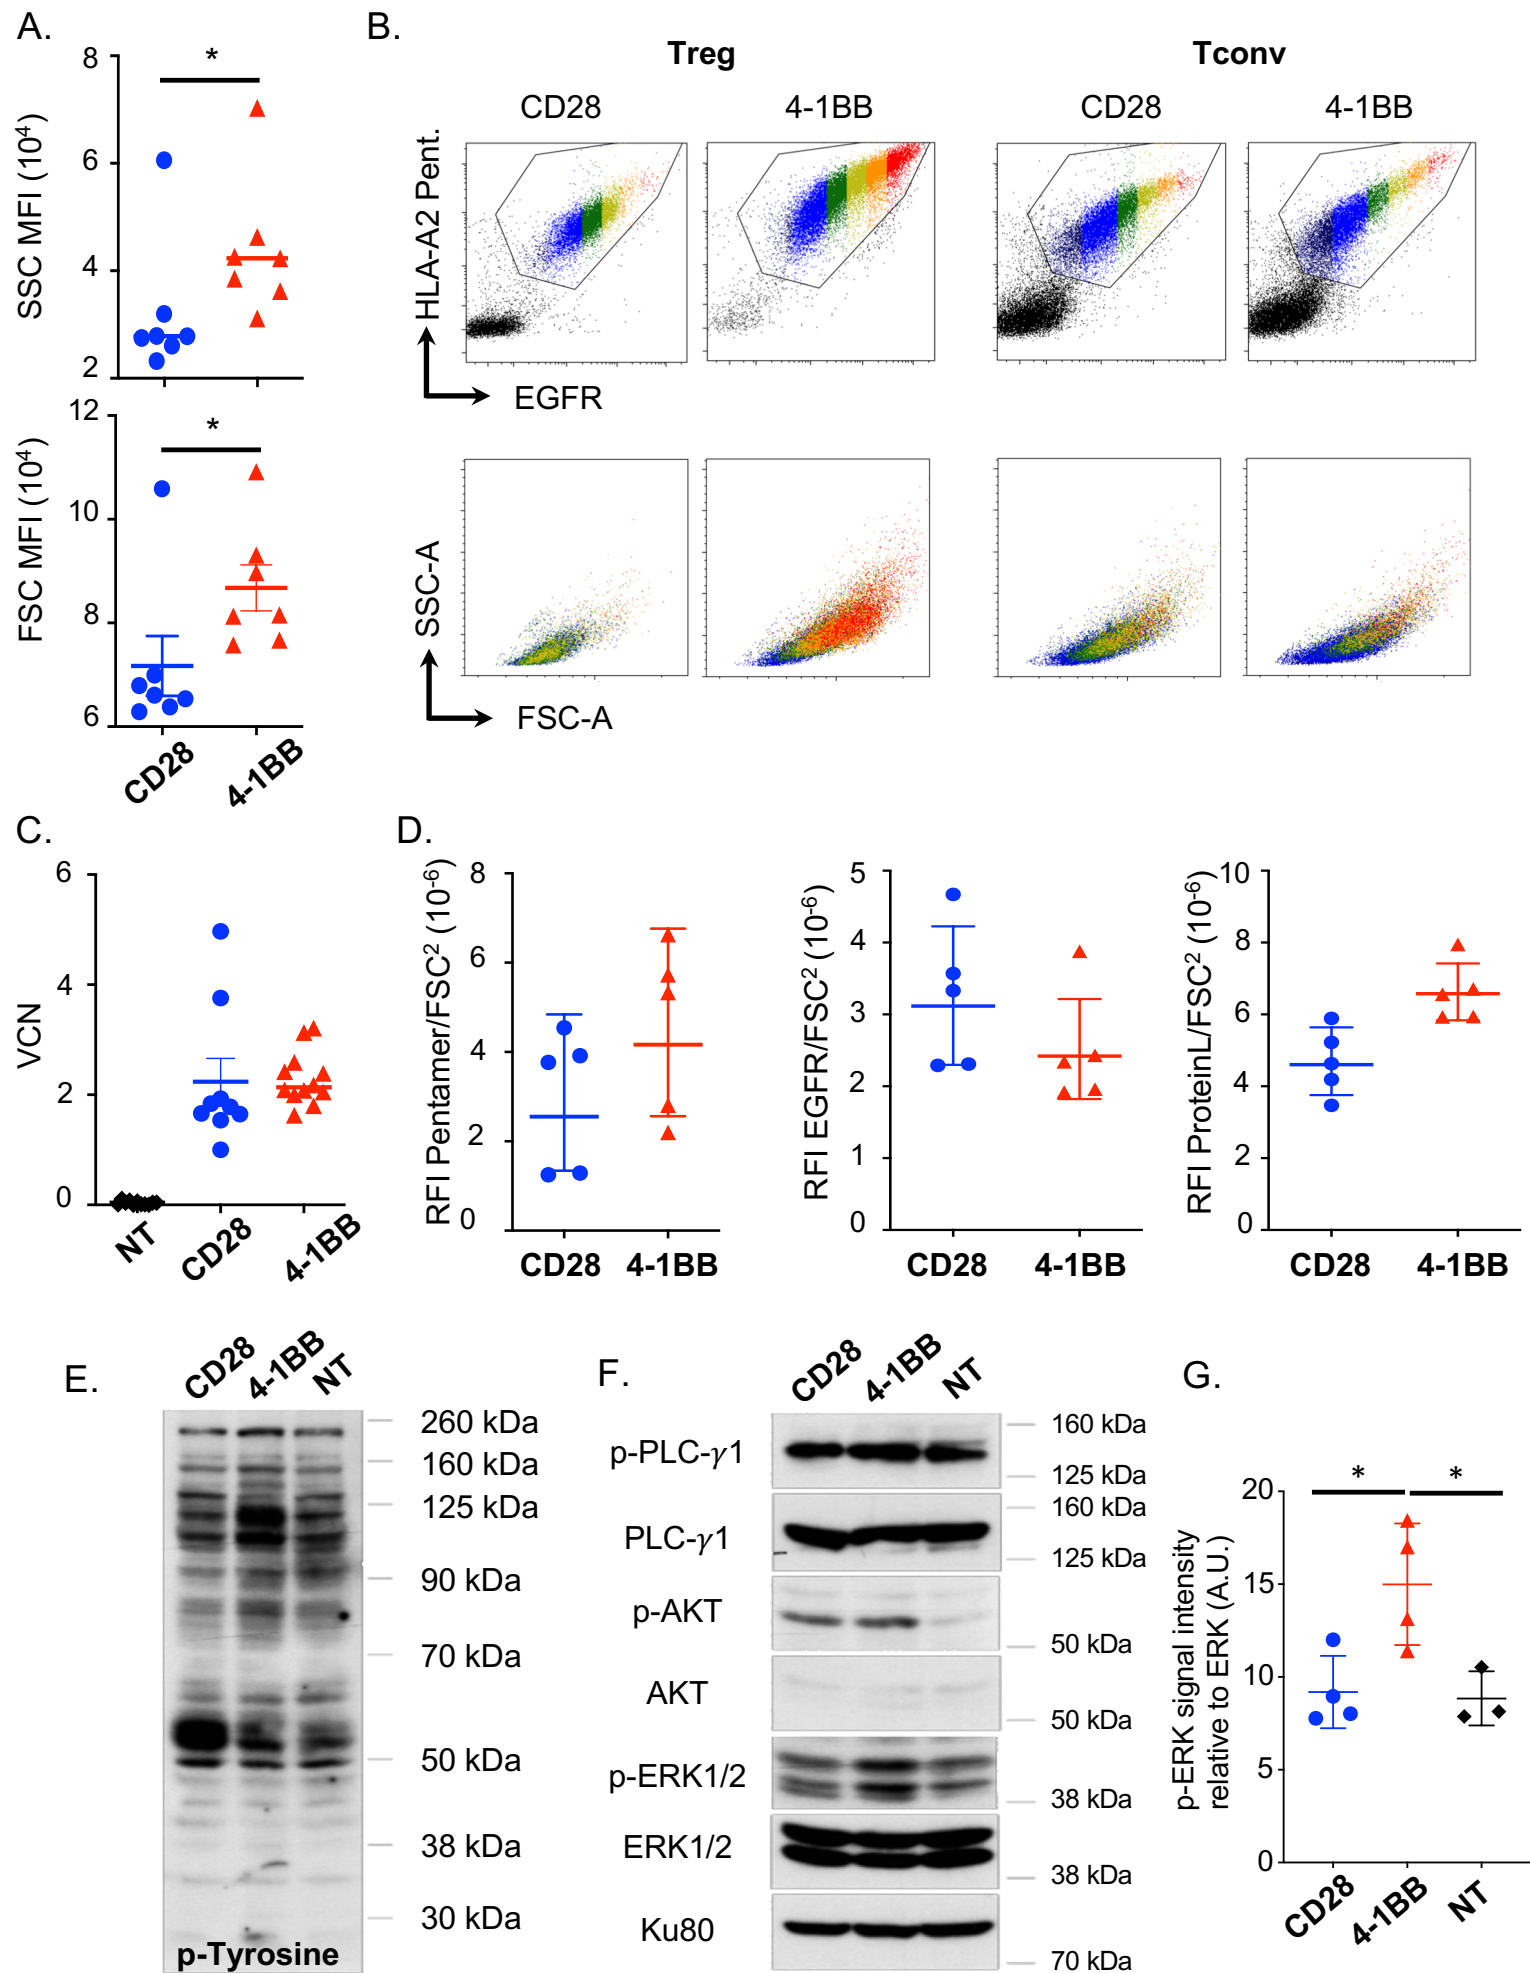 A.
SSC MFI (10⁴)
8
6
4
2
*
FSC MFI (10⁴)
12
10
8
6
*
CD28
4-1BB
B.
Treg
Tconv
CD28
4-1BB
CD28
4-1BB
HLA-A2 Pent.
EGFR
SSC-A
FSC-A
C.
VCN
6
4
2
0
NT
CD28
4-1BB
D.
RFI Pentamer/FSC² (10⁻⁶)
8
6
4
2
0
CD28 4-1BB
RFI EGFR/FSC² (10⁻⁶)
5
4
3
2
1
0
CD28 4-1BB
RFI ProteinL/FSC² (10⁻⁶)
10
8
6
4
2
0
CD28 4-1BB
E.
CD28
4-1BB
NT
260 kDa
160 kDa
125 kDa
90 kDa
70 kDa
50 kDa
38 kDa
30 kDa
p-Tyrosine
F.
CD28
4-1BB
NT
p-PLC-γ1
160 kDa
125 kDa
PLC-γ1
160 kDa
125 kDa
p-AKT
50 kDa
AKT
50 kDa
p-ERK1/2
38 kDa
ERK1/2
38 kDa
Ku80
70 kDa
G.
p-ERK signal intensity
relative to ERK (A.U.)
20
15
10
5
0
*
*
CD28
4-1BB
NT